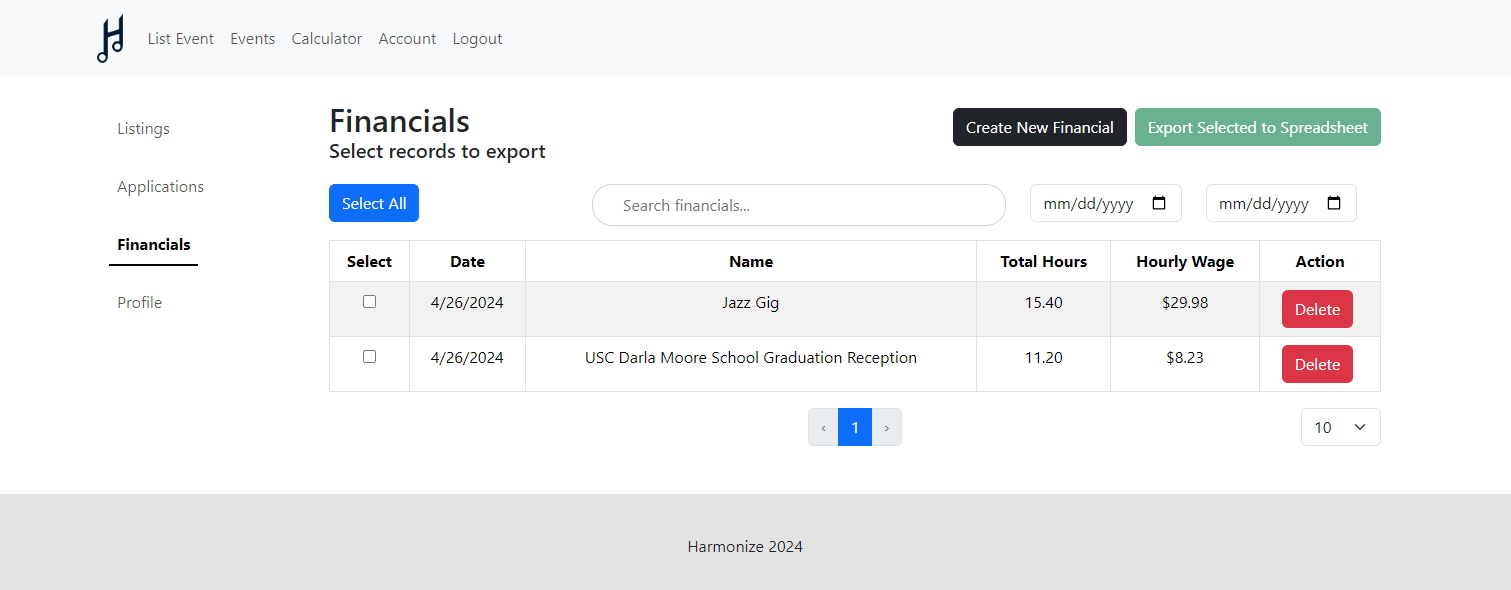 List Event Events Calculator Account Logout
Listings
Applications
Financials
Profile
Financials
Select records to export
Create New Financial Export Selected to Spreadsheet
Select All Search financials... mm/dd/yyyy mm/dd/yyyy
Select Date Name Total Hours Hourly Wage Action
4/26/2024 Jazz Gig 15.40 $29.98 Delete
4/26/2024 USC Darla Moore School Graduation Reception 11.20 $8.23 Delete
‹ 1 › 10
Harmonize 2024